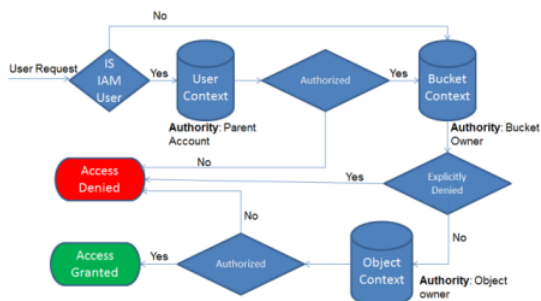 No
User Request
IS
IAM
User
Yes
User
Context
Authorized
Yes
Bucket
Context
Authority: Parent
Account
Authority: Bucket
Owner
No
Access
Denied
Yes
Explicitly
Denied
No
No
Access
Granted
Yes
Authorized
Object
Context
Authority: Object
owner